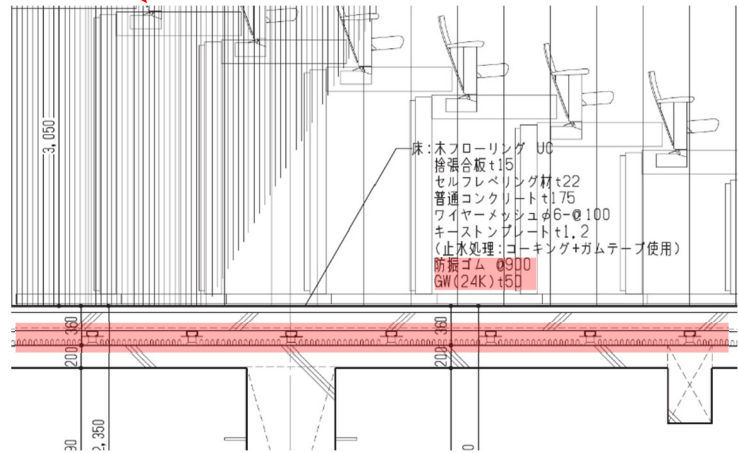 3,050
床:木フローリング UC
捨張合板t15
セルフレベリング材t22
普通コンクリートt175
ワイヤーメッシュφ6-@100
キーストンプレートt1.2
(止水処理:コーキング+ガムテープ使用)
防振ゴム @900
GW(24K)t50
360
360
200
200
2,350